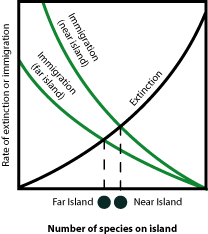 Immigration
(near island)
Immigration
(far island)
Extinction
Rate of extinction or immigration
Far Island
Near Island
Number of species on island